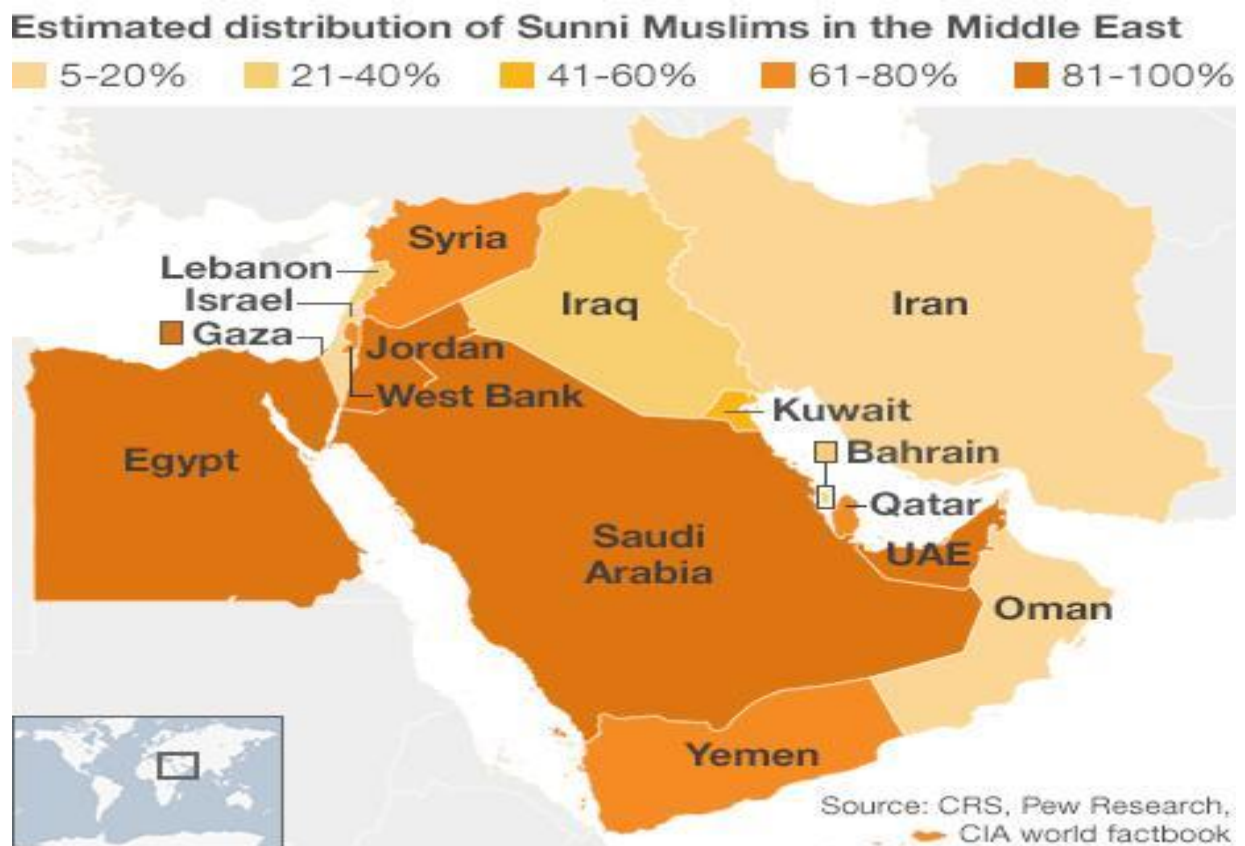 Estimated distribution of Sunni Muslims in the Middle East
5-20% 21-40% 41-60% 61-80% 81-100%
Syria
Lebanon
Israel
Iraq
Iran
Gaza
Jordan
West Bank
Kuwait
Egypt
Bahrain
Qatar
Saudi
Arabia
UAE
Oman
Yemen
Source: CRS, Pew Research,
CIA world factbook